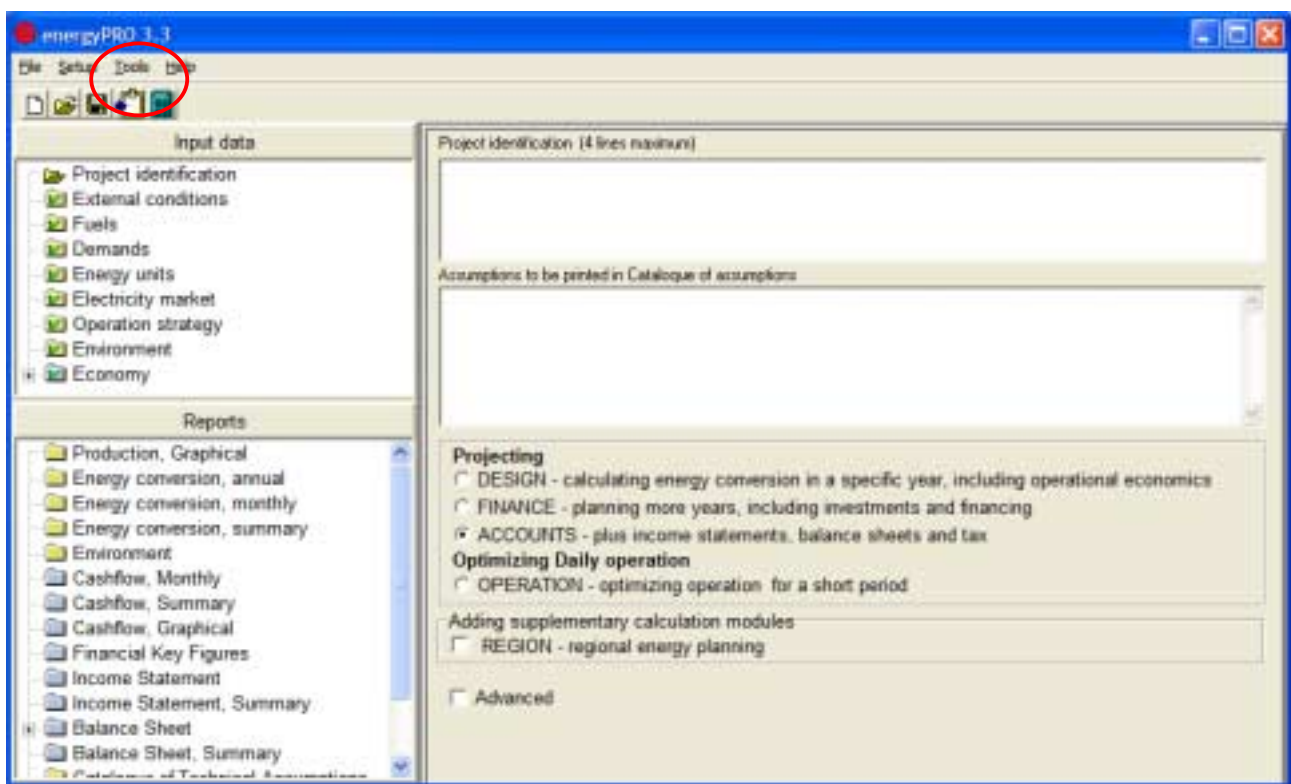 energyPRO 3.3
File Setup Tools Help
Input data
Project identification
External conditions
Fuels
Demands
Energy units
Electricity market
Operation strategy
Environment
Economy
Reports
Production, Graphical
Energy conversion, annual
Energy conversion, monthly
Energy conversion, summary
Environment
Cashflow, Monthly
Cashflow, Summary
Cashflow, Graphical
Financial Key Figures
Income Statement
Income Statement, Summary
Balance Sheet
Balance Sheet, Summary
Catalogue of Technical Assumptions
Project identification (4 lines maximum)
Assumptions to be printed in Catalogue of assumptions
Projecting
DESIGN - calculating energy conversion in a specific year, including operational economics
FINANCE - planning more years, including investments and financing
ACCOUNTS - plus income statements, balance sheets and tax
Optimizing Daily operation
OPERATION - optimizing operation for a short period
Adding supplementary calculation modules
REGION - regional energy planning
Advanced